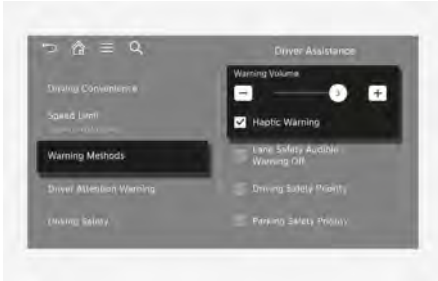 Driver Assistance
Driving Convenience
Speed Limit
Warning Methods
Driver Attention Warning
Driving Safety
Warning Volume
3
Haptic Warning
Lane Safety Audible
Warning Off
Driving Safety Priority
Parking Safety Priority